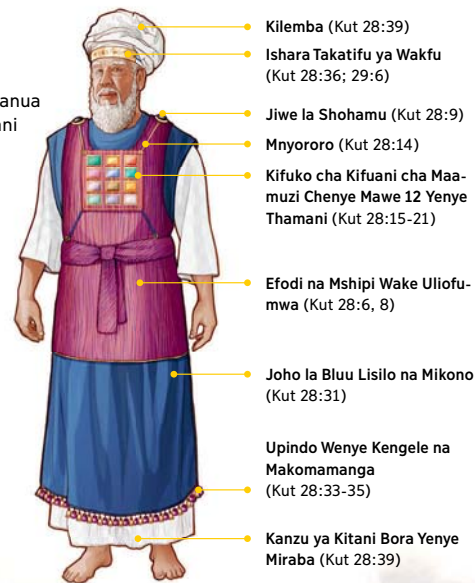 anua
ni
Kilemba (Kut 28:39)
Ishara Takatifu ya Wakfu
(Kut 28:36; 29:6)
Jiwe la Shohamu (Kut 28:9)
Mnyororo (Kut 28:14)
Kifuko cha Kifuani cha Maa-
muzi Chenye Mawe 12 Yenye
Thamani (Kut 28:15-21)
Efodi na Mshipi Wake Uliofu-
mwa (Kut 28:6, 8)
Joho la Bluu Lisilo na Mikono
(Kut 28:31)
Upindo Wenye Kengele na
Makomamanga
(Kut 28:33-35)
Kanzu ya Kitani Bora Yenye
Miraba (Kut 28:39)